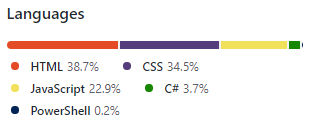 Languages
HTML 38.7% CSS 34.5%
JavaScript 22.9% C# 3.7%
PowerShell 0.2%